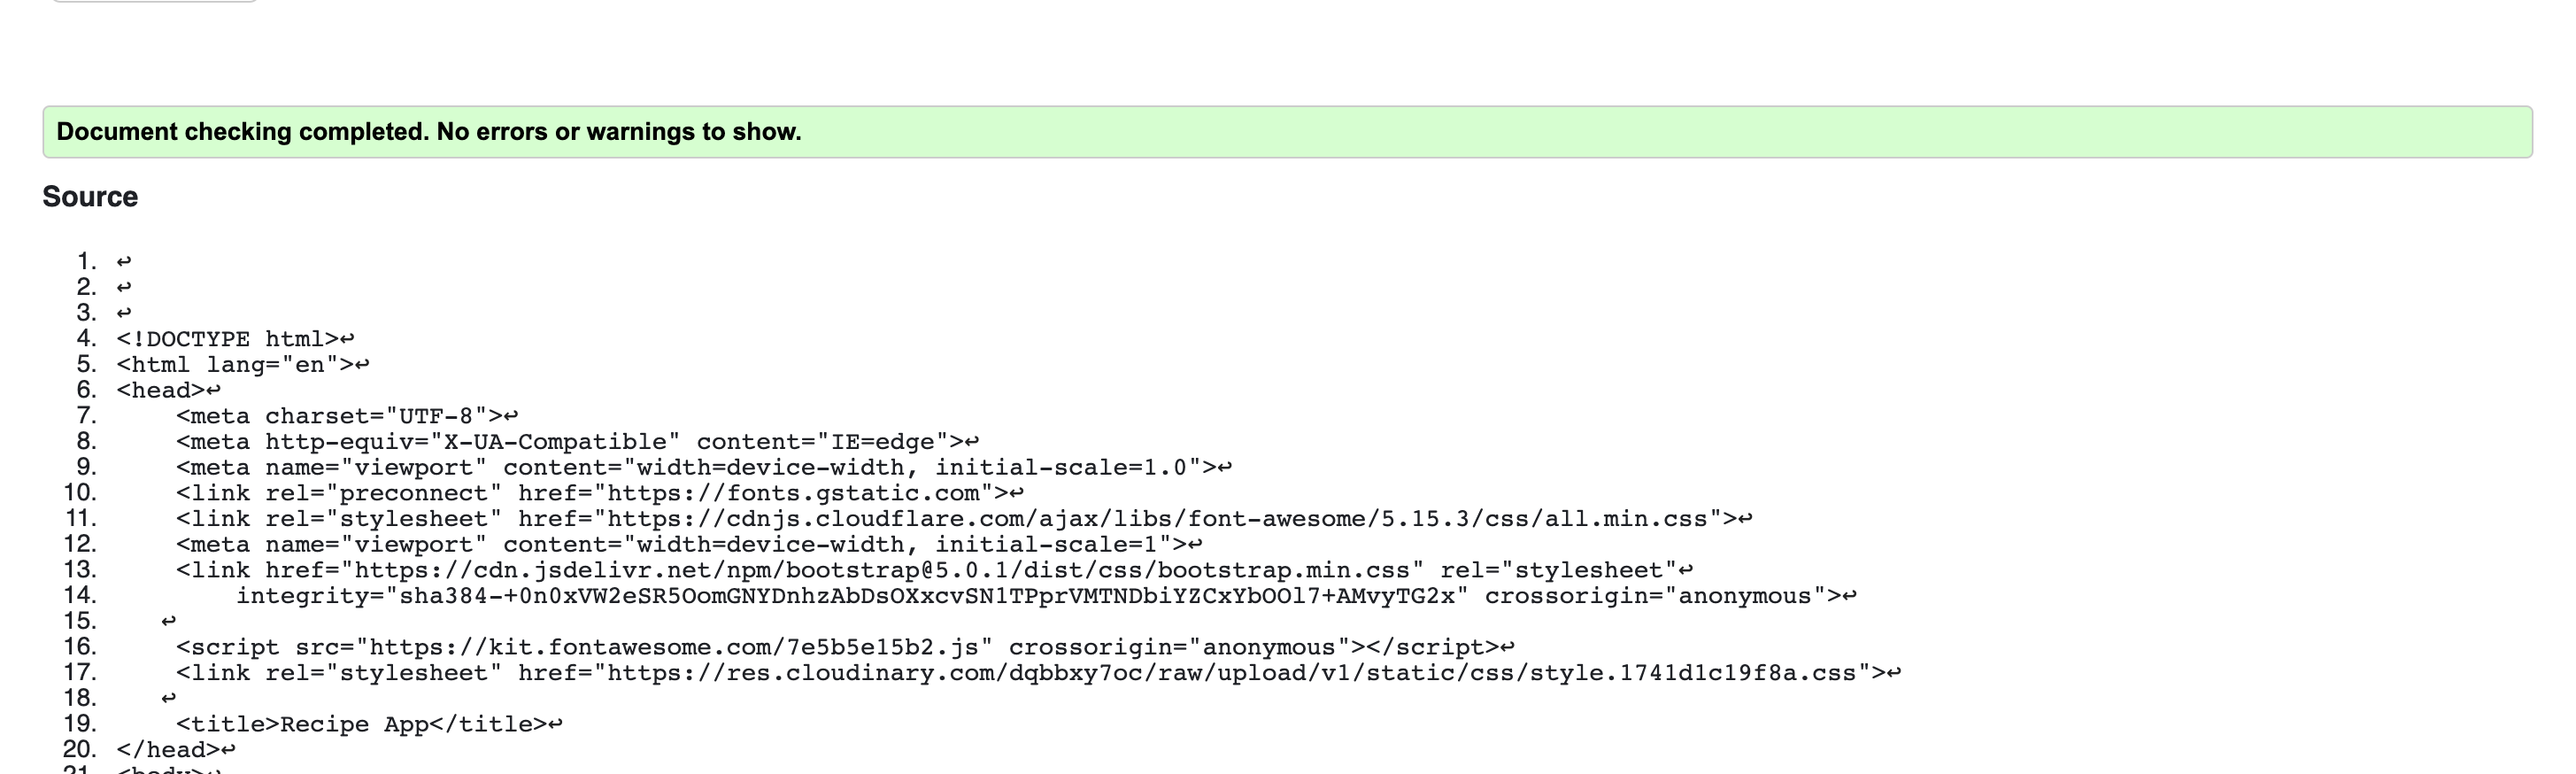 Document checking completed. No errors or warnings to show.
Source
1. ↩
2. ↩
3. ↩
4. <!DOCTYPE html>↩
5. <html lang="en">↩
6. <head>↩
7.     <meta charset="UTF-8">↩
8.     <meta http-equiv="X-UA-Compatible" content="IE=edge">↩
9.     <meta name="viewport" content="width=device-width, initial-scale=1.0">↩
10.     <link rel="preconnect" href="https://fonts.gstatic.com">↩
11.     <link rel="stylesheet" href="https://cdnjs.cloudflare.com/ajax/libs/font-awesome/5.15.3/css/all.min.css">↩
12.     <meta name="viewport" content="width=device-width, initial-scale=1">↩
13.     <link href="https://cdn.jsdelivr.net/npm/bootstrap@5.0.1/dist/css/bootstrap.min.css" rel="stylesheet"↩
14.         integrity="sha384-+0n0xVW2eSR5OomGNYDnhzAbDsOXxcvSN1TPprVMTNDbiYZCxYbOOl7+AMvyTG2x" crossorigin="anonymous">↩
15.    ↩
16.     <script src="https://kit.fontawesome.com/7e5b5e15b2.js" crossorigin="anonymous"></script>↩
17.     <link rel="stylesheet" href="https://res.cloudinary.com/dqbbxy7oc/raw/upload/v1/static/css/style.1741d1c19f8a.css">↩
18.    ↩
19.     <title>Recipe App</title>↩
20. </head>↩
21. <body>↩